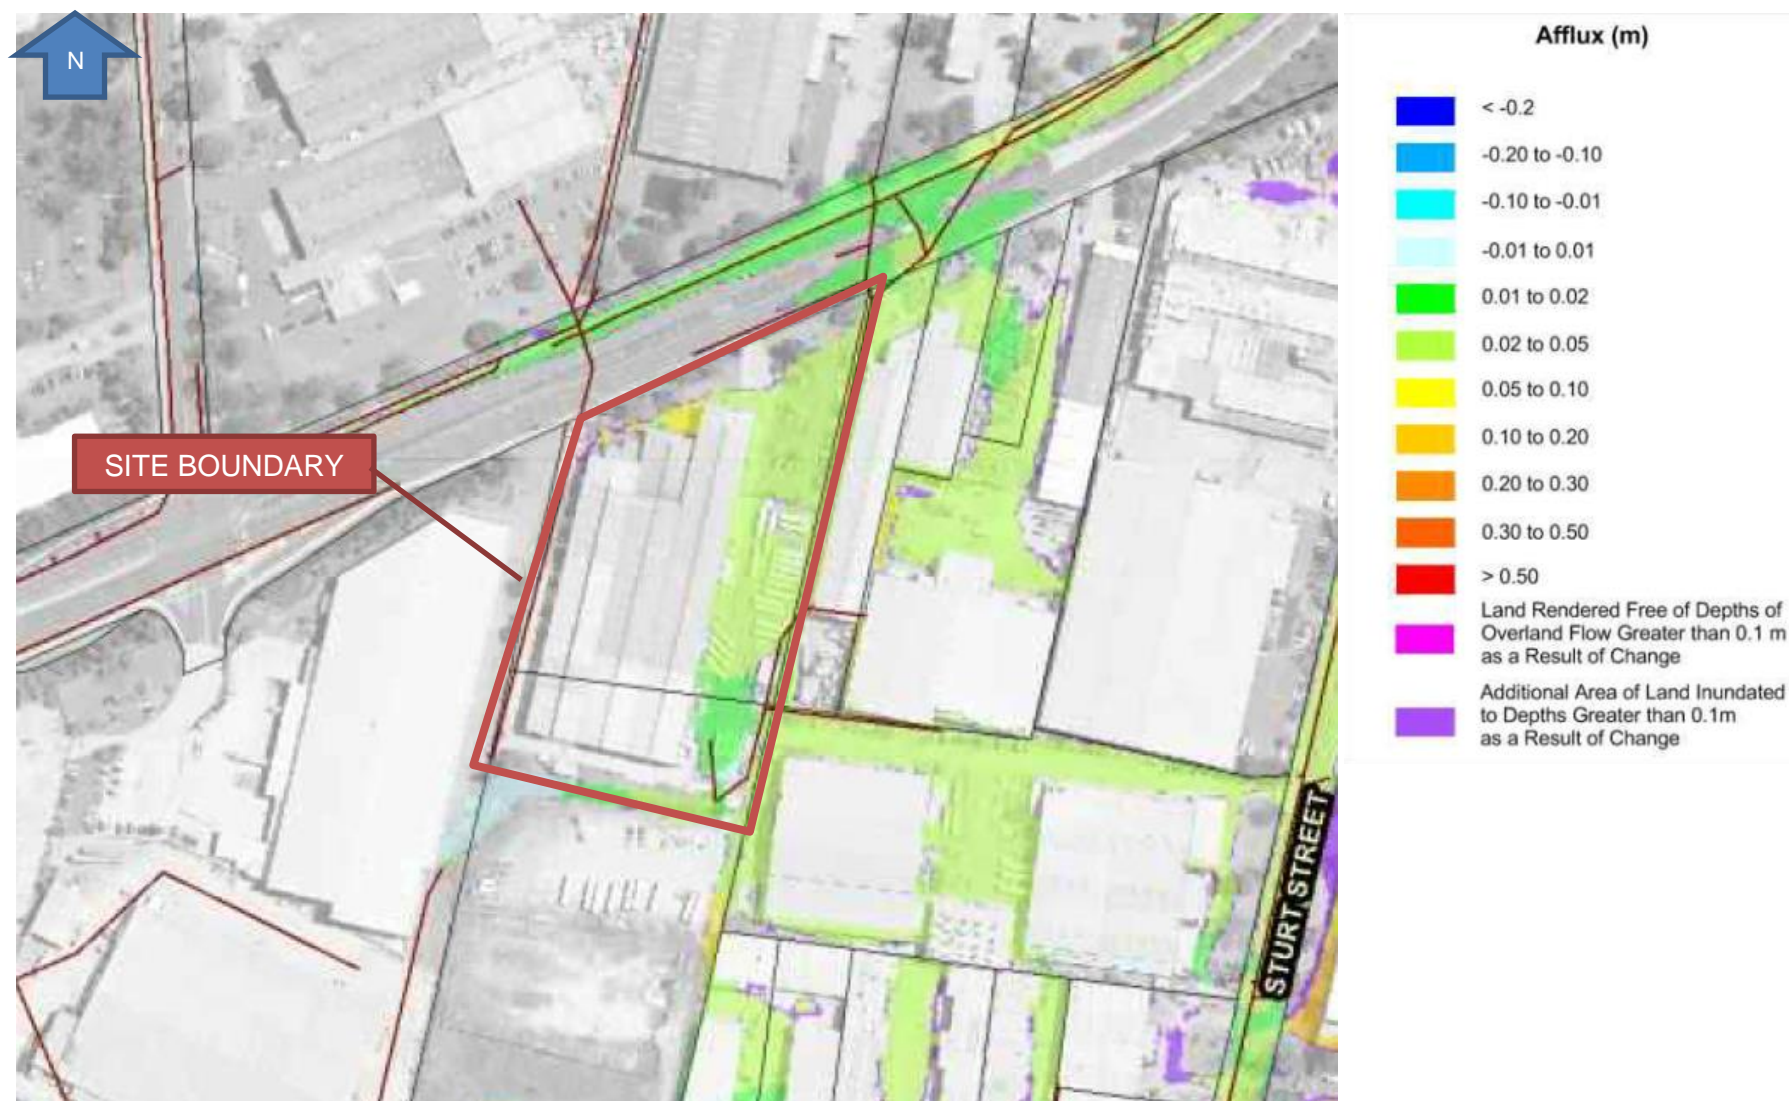 N
SITE BOUNDARY
STURT STREET
Afflux (m)
< -0.2
-0.20 to -0.10
-0.10 to -0.01
-0.01 to 0.01
0.01 to 0.02
0.02 to 0.05
0.05 to 0.10
0.10 to 0.20
0.20 to 0.30
0.30 to 0.50
> 0.50
Land Rendered Free of Depths of
Overland Flow Greater than 0.1 m
as a Result of Change
Additional Area of Land Inundated
to Depths Greater than 0.1m
as a Result of Change